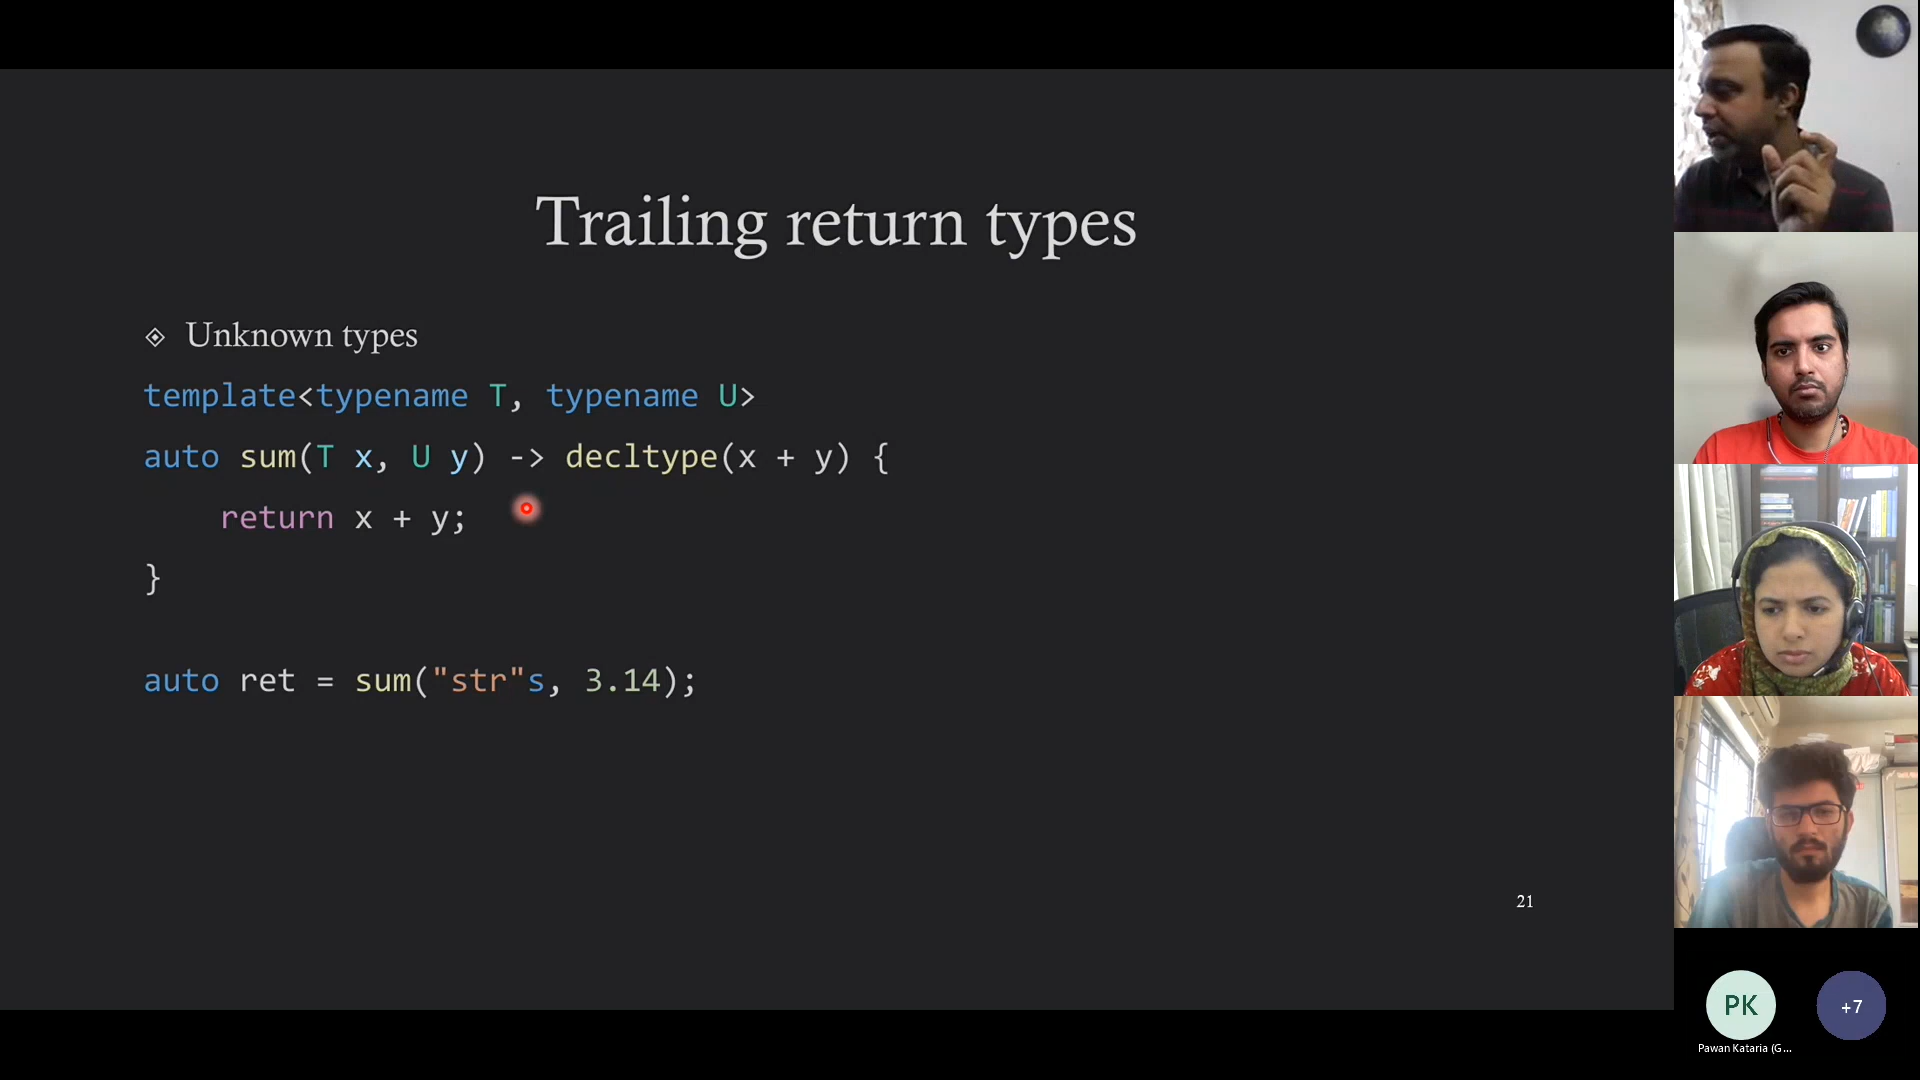 Trailing return types
Unknown types
template<typename T, typename U>
auto sum(T x, U y) -> decltype(x + y) {
return x + y;
}
auto ret = sum("str"s, 3.14);
21
PK
+7
Pawan Kataria (G...